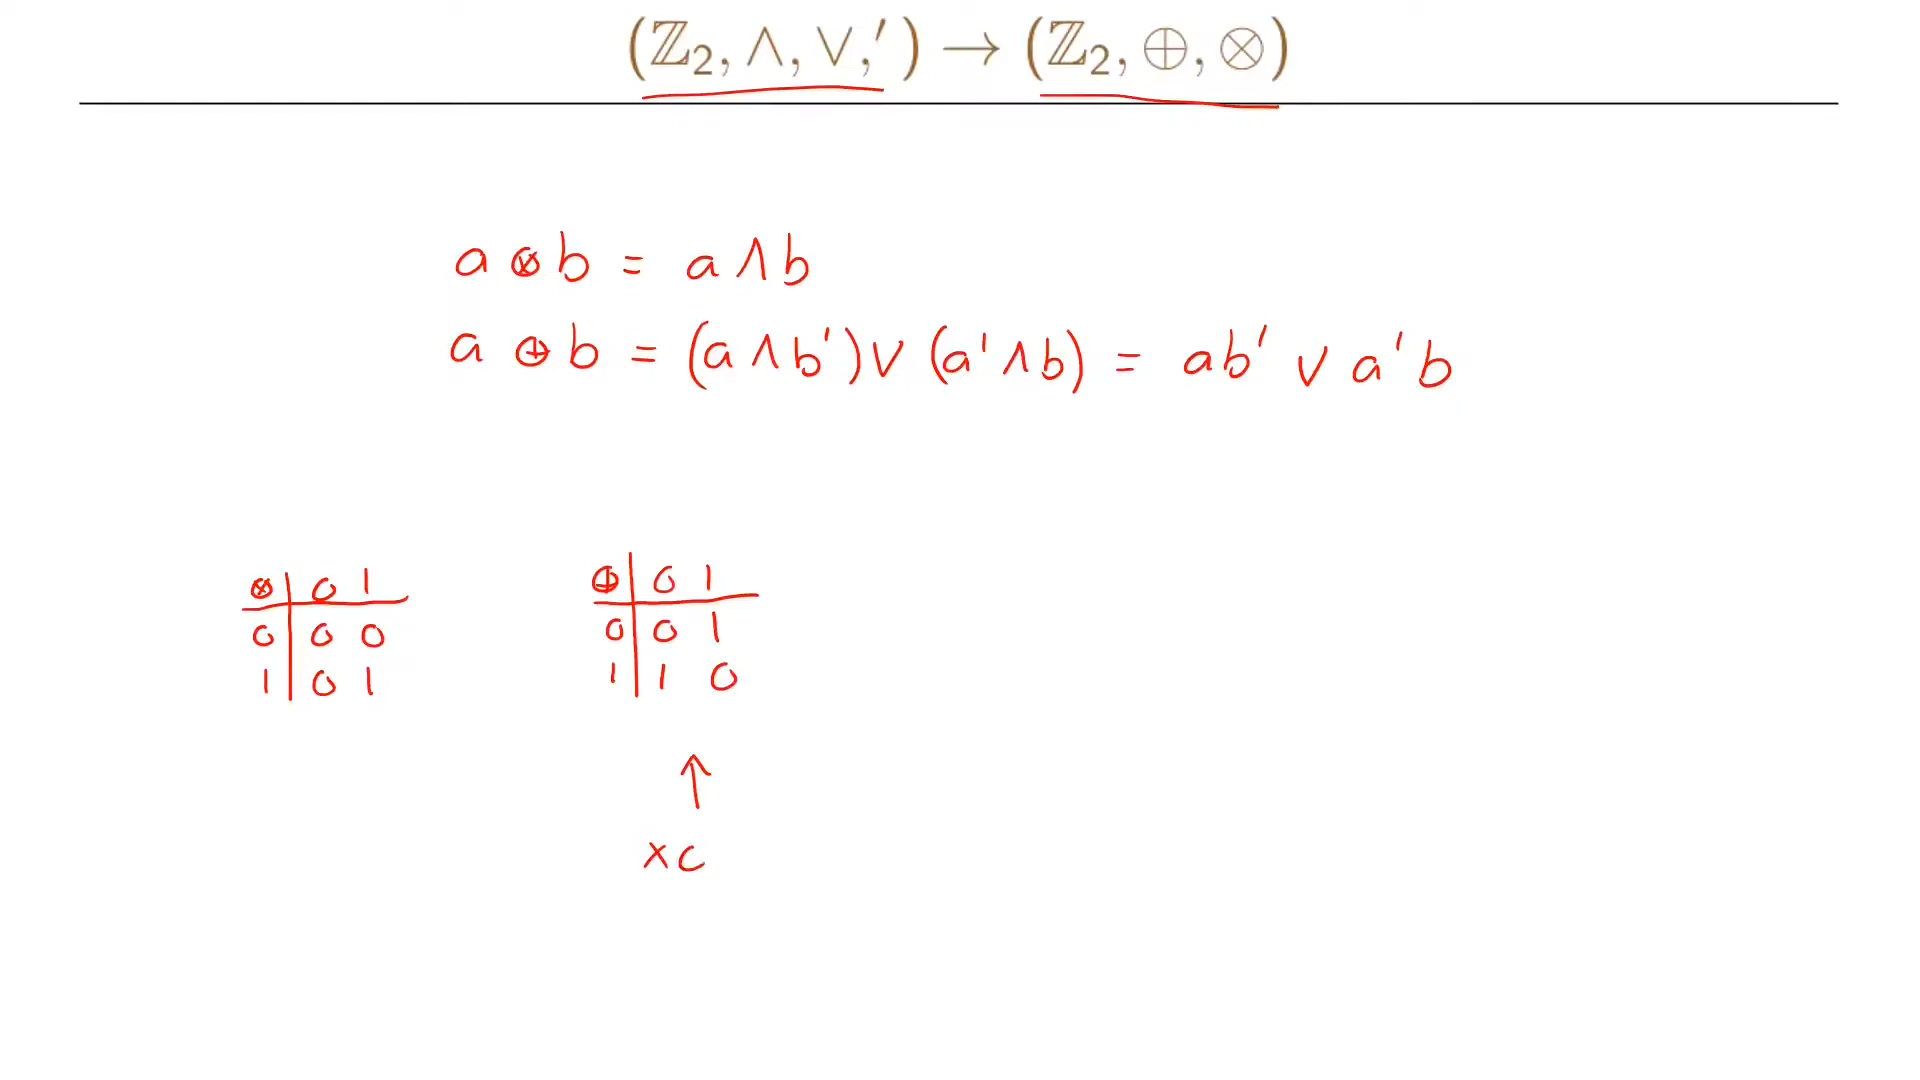 (ℤ₂, ∧, ∨,′) → (ℤ₂, ⊕, ⊗)
a ⊗ b = a ∧ b
a ⊕ b = (a ∧ b′) ∨ (a′ ∧ b) = ab′ ∨ a′b
⊗ | 0 1
0 | 0 0
1 | 0 1
⊕ | 0 1
0 | 0 1
1 | 1 0
↑
xc